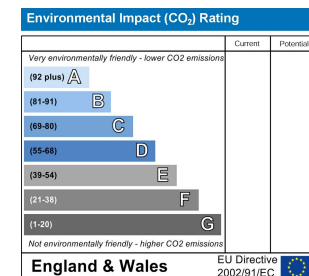 Environmental Impact (CO₂) Rating
Current Potential
Very environmentally friendly - lower CO2 emissions
(92 plus) A
(81-91) B
(69-80) C
(55-68) D
(39-54) E
(21-38) F
(1-20) G
Not environmentally friendly - higher CO2 emissions
England & Wales
EU Directive
2002/91/EC